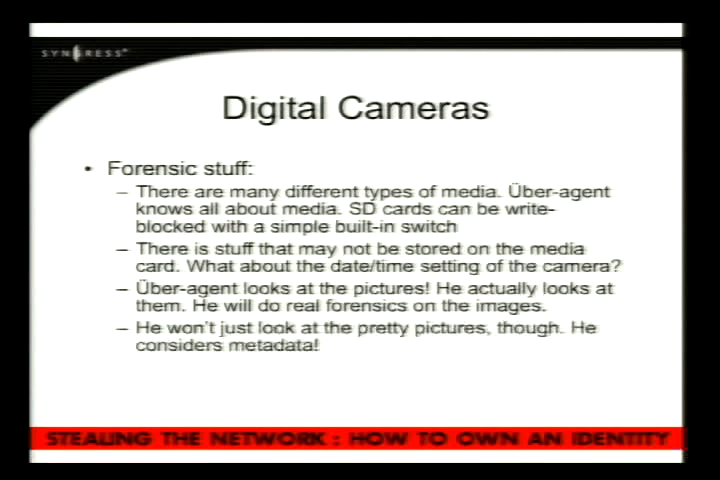 SYNGRESS
Digital Cameras
• Forensic stuff:
– There are many different types of media. Über-agent
knows all about media. SD cards can be write-
blocked with a simple built-in switch
– There is stuff that may not be stored on the media
card. What about the date/time setting of the camera?
– Über-agent looks at the pictures! He actually looks at
them. He will do real forensics on the images.
– He won't just look at the pretty pictures, though. He
considers metadata!
STEALING THE NETWORK : HOW TO OWN AN IDENTITY